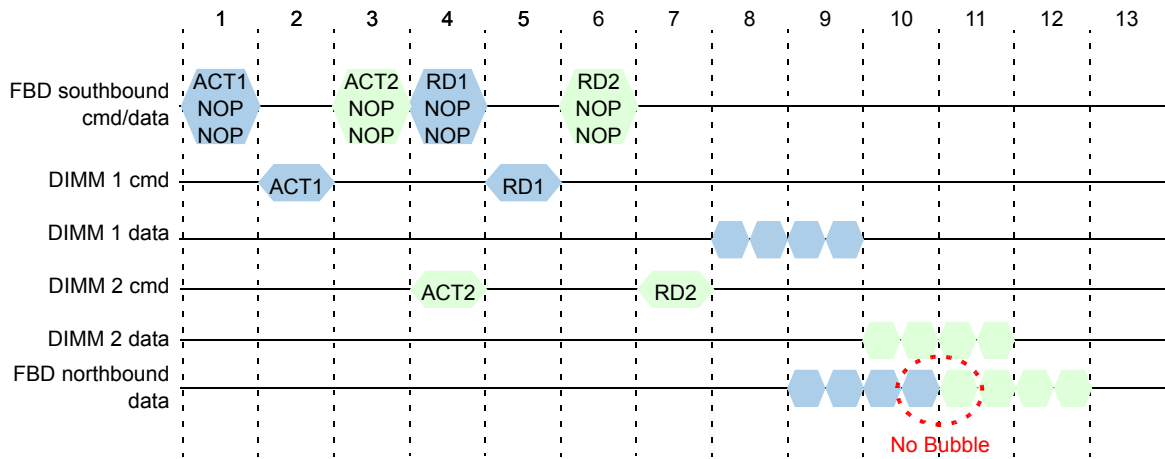 1 2 3 4 5 6 7 8 9 10 11 12 13
FBD southbound
cmd/data
ACT1
NOP
NOP
ACT2
NOP
NOP
RD1
NOP
NOP
RD2
NOP
NOP
DIMM 1 cmd
ACT1
RD1
DIMM 1 data
DIMM 2 cmd
ACT2
RD2
DIMM 2 data
FBD northbound
data
No Bubble